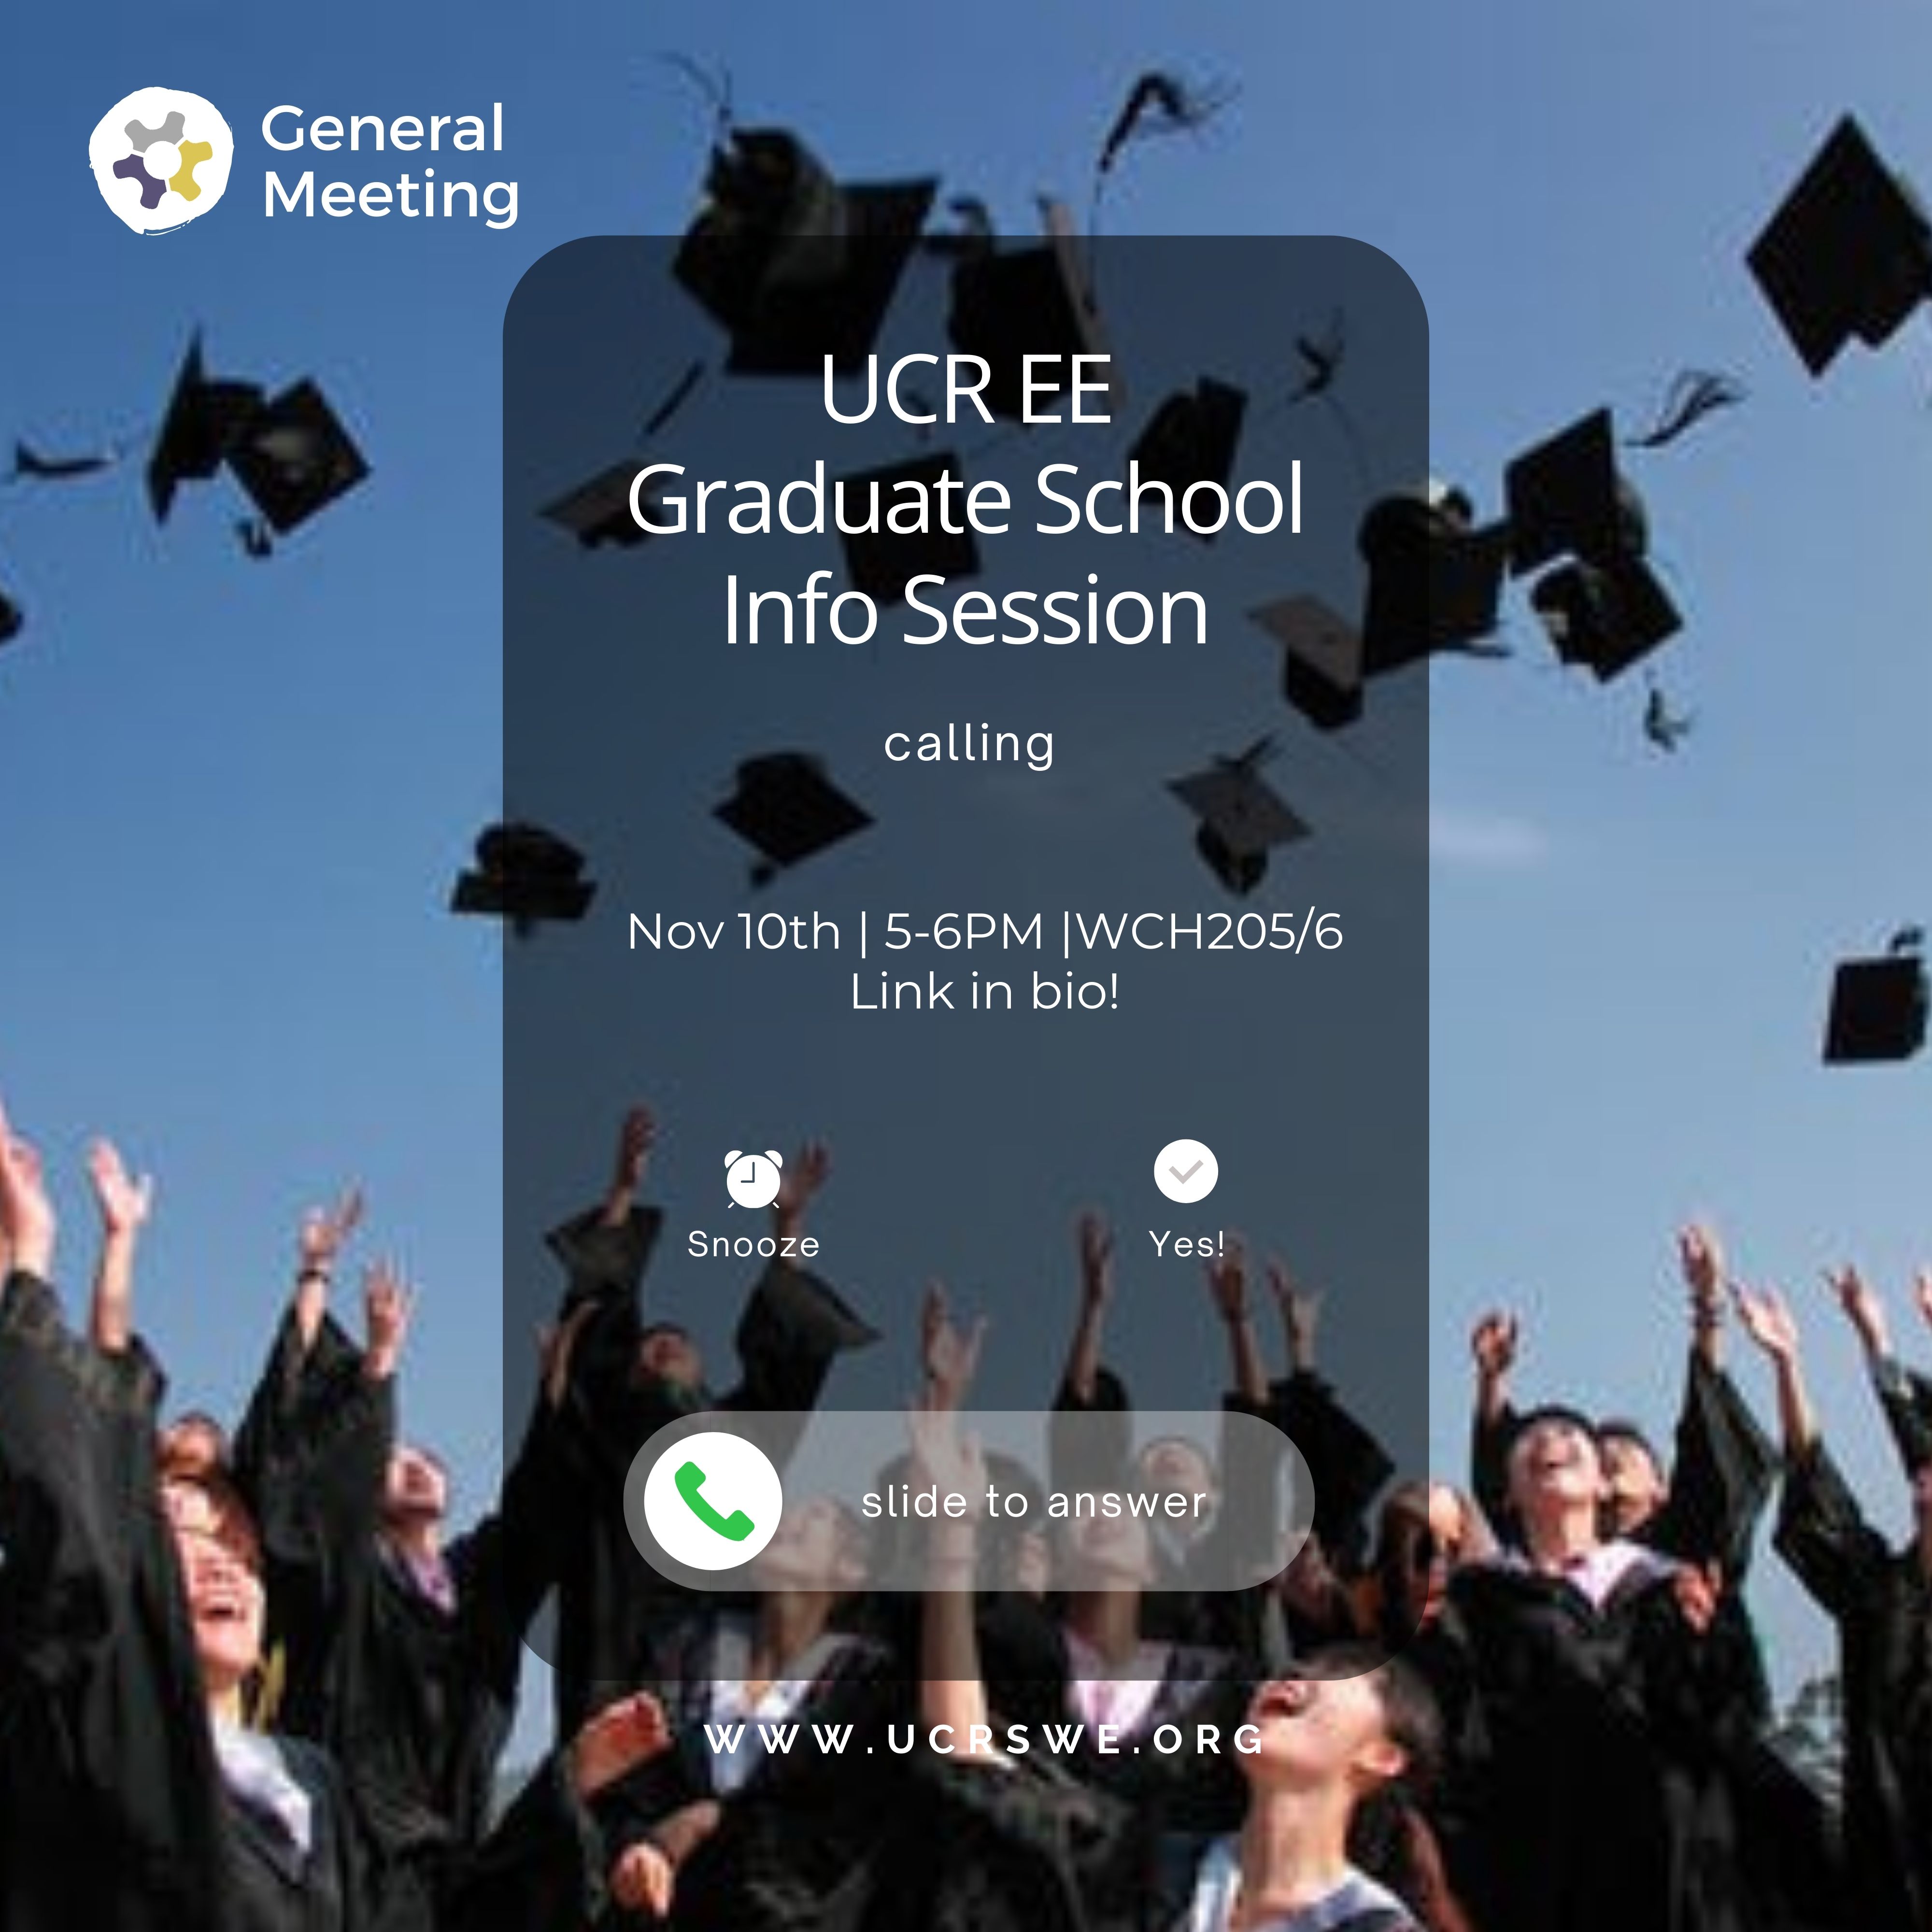 General
Meeting
UCR EE
Graduate School
Info Session
calling
Nov 10th | 5-6PM |WCH205/6
Link in bio!
Snooze
Yes!
slide to answer
WWW.UCRSWE.ORG